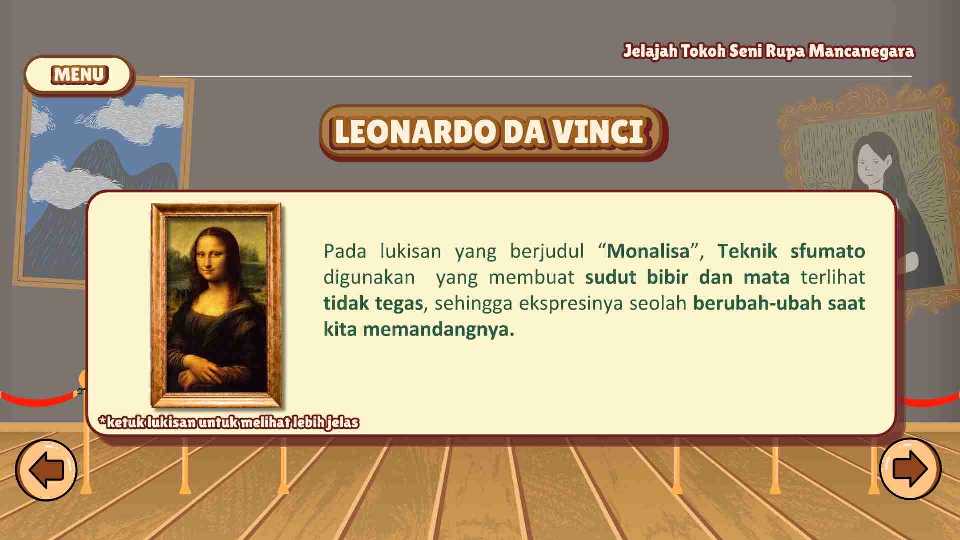 Jelajah Tokoh Seni Rupa Mancanegara
MENU
LEONARDO DA VINCI
Pada lukisan yang berjudul “Monalisa”, Teknik sfumato
digunakan yang membuat sudut bibir dan mata terlihat
tidak tegas, sehingga ekspresinya seolah berubah-ubah saat
kita memandangnya.
*ketuk lukisan untuk melihat lebih jelas